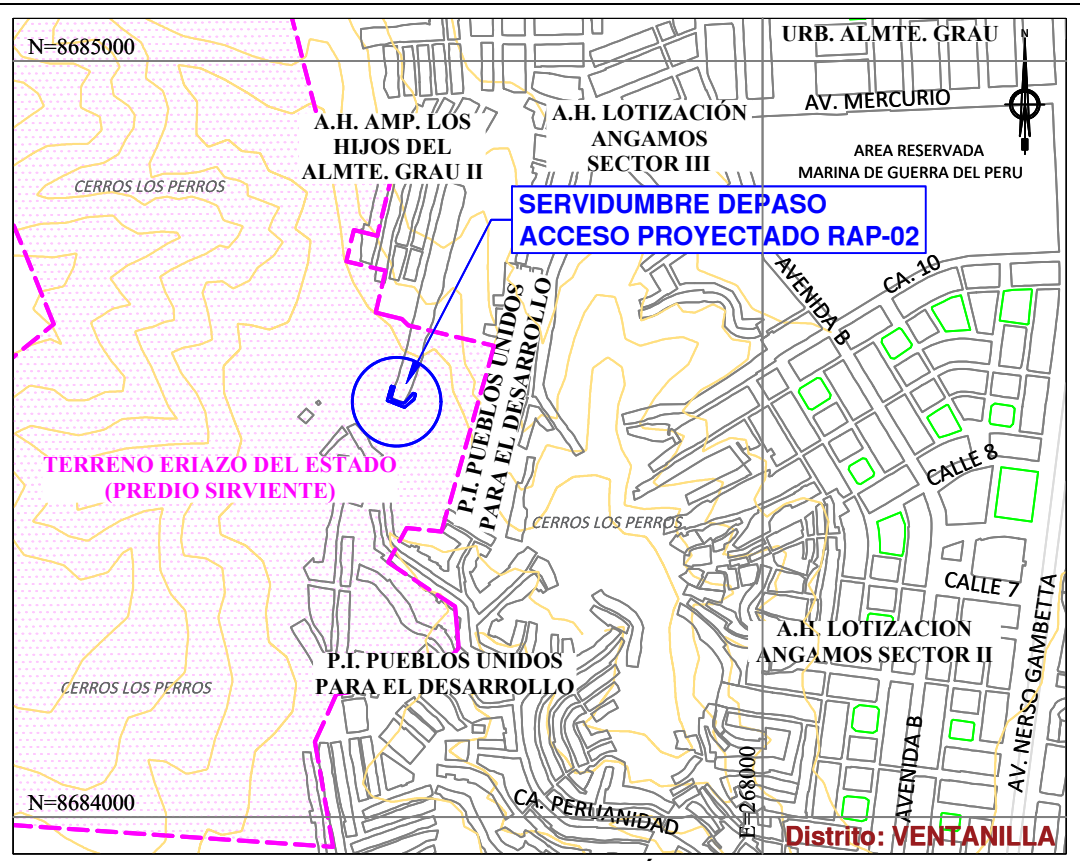 N=8685000
URB. ALMTE. GRAU
N
AV. MERCURIO
A.H. AMP. LOS
HIJOS DEL
ALMTE. GRAU II
A.H. LOTIZACIÓN
ANGAMOS
SECTOR III
AREA RESERVADA
MARINA DE GUERRA DEL PERU
CERROS LOS PERROS
SERVIDUMBRE DEPASO
ACCESO PROYECTADO RAP-02
AVENIDA B
CA. 10
P.I. PUEBLOS UNIDOS
PARA EL DESARROLLO
TERRENO ERIAZO DEL ESTADO
(PREDIO SIRVIENTE)
CALLE 8
CERROS LOS PERROS
CALLE 7
A.H. LOTIZACION
ANGAMOS SECTOR II
P.I. PUEBLOS UNIDOS
PARA EL DESARROLLO
CERROS LOS PERROS
AV. NERSO GAMBETTA
AVENIDA B
E=268000
N=8684000
CA. PERUANIDAD
Distrito: VENTANILLA